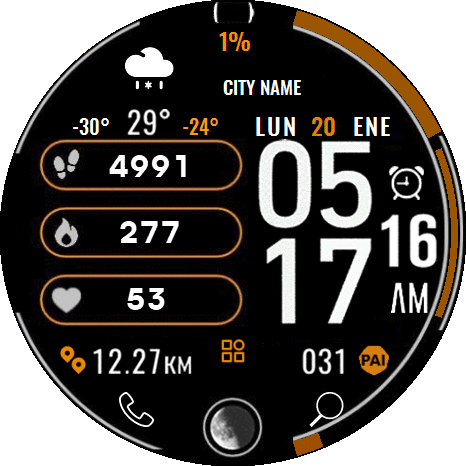 1%
CITY NAME
-30° 29° -24°
LUN 20 ENE
4991
05
277
17
16
AM
53
12.27KM
031 PAI